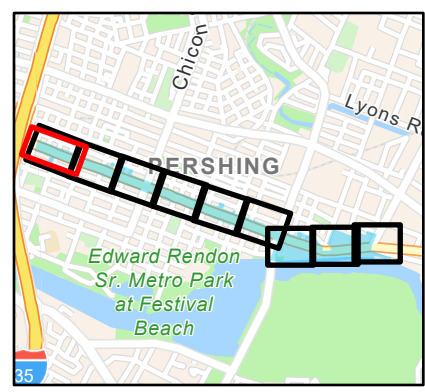 Chicon
Lyons R
PERSHING
Edward Rendon
Sr. Metro Park
at Festival
Beach
35